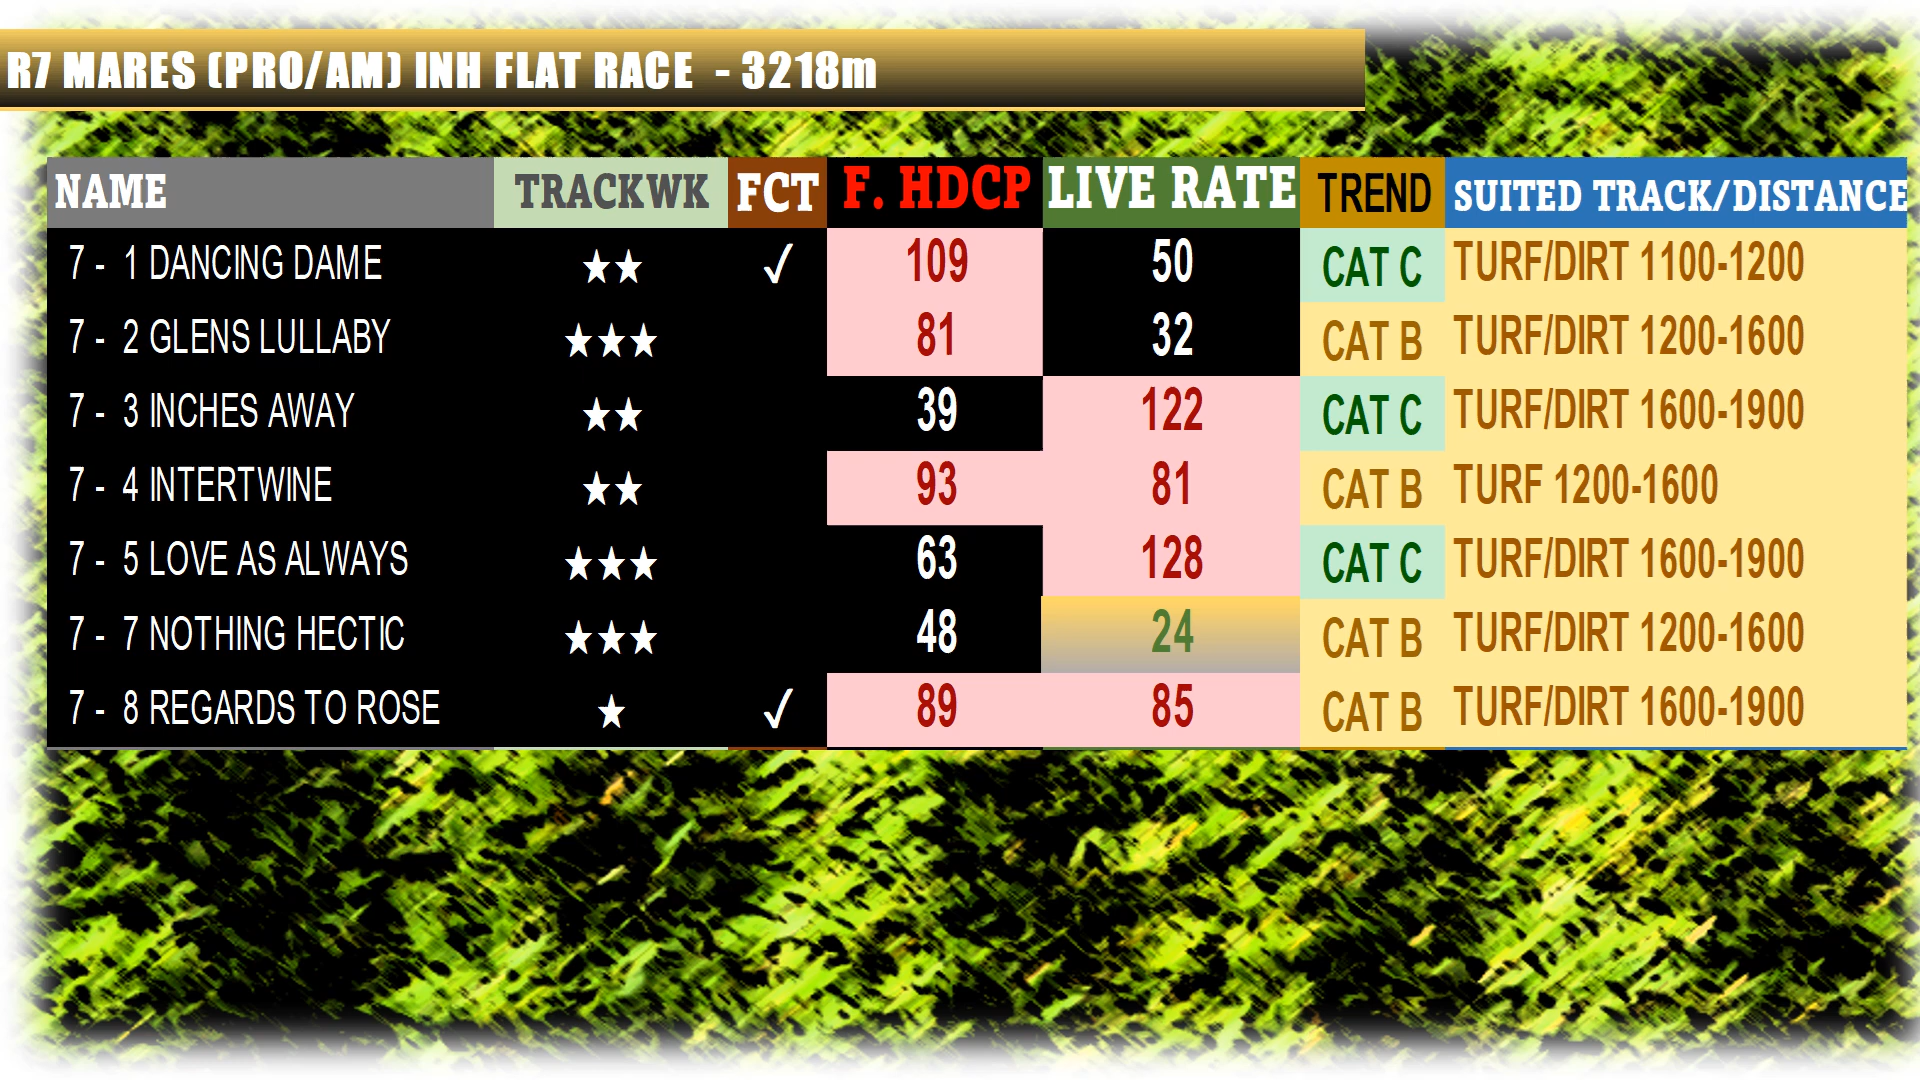 R7 MARES (PRO/AM) INH FLAT RACE - 3218m
NAME TRACKWK FCT F. HDCP LIVE RATE TREND SUITED TRACK/DISTANCE
7 - 1 DANCING DAME ★★ ✓ 109 50 CAT C TURF/DIRT 1100-1200
7 - 2 GLENS LULLABY ★★★ 81 32 CAT B TURF/DIRT 1200-1600
7 - 3 INCHES AWAY ★★ 39 122 CAT C TURF/DIRT 1600-1900
7 - 4 INTERTWINE ★★ 93 81 CAT B TURF 1200-1600
7 - 5 LOVE AS ALWAYS ★★★ 63 128 CAT C TURF/DIRT 1600-1900
7 - 7 NOTHING HECTIC ★★★ 48 24 CAT B TURF/DIRT 1200-1600
7 - 8 REGARDS TO ROSE ★ ✓ 89 85 CAT B TURF/DIRT 1600-1900